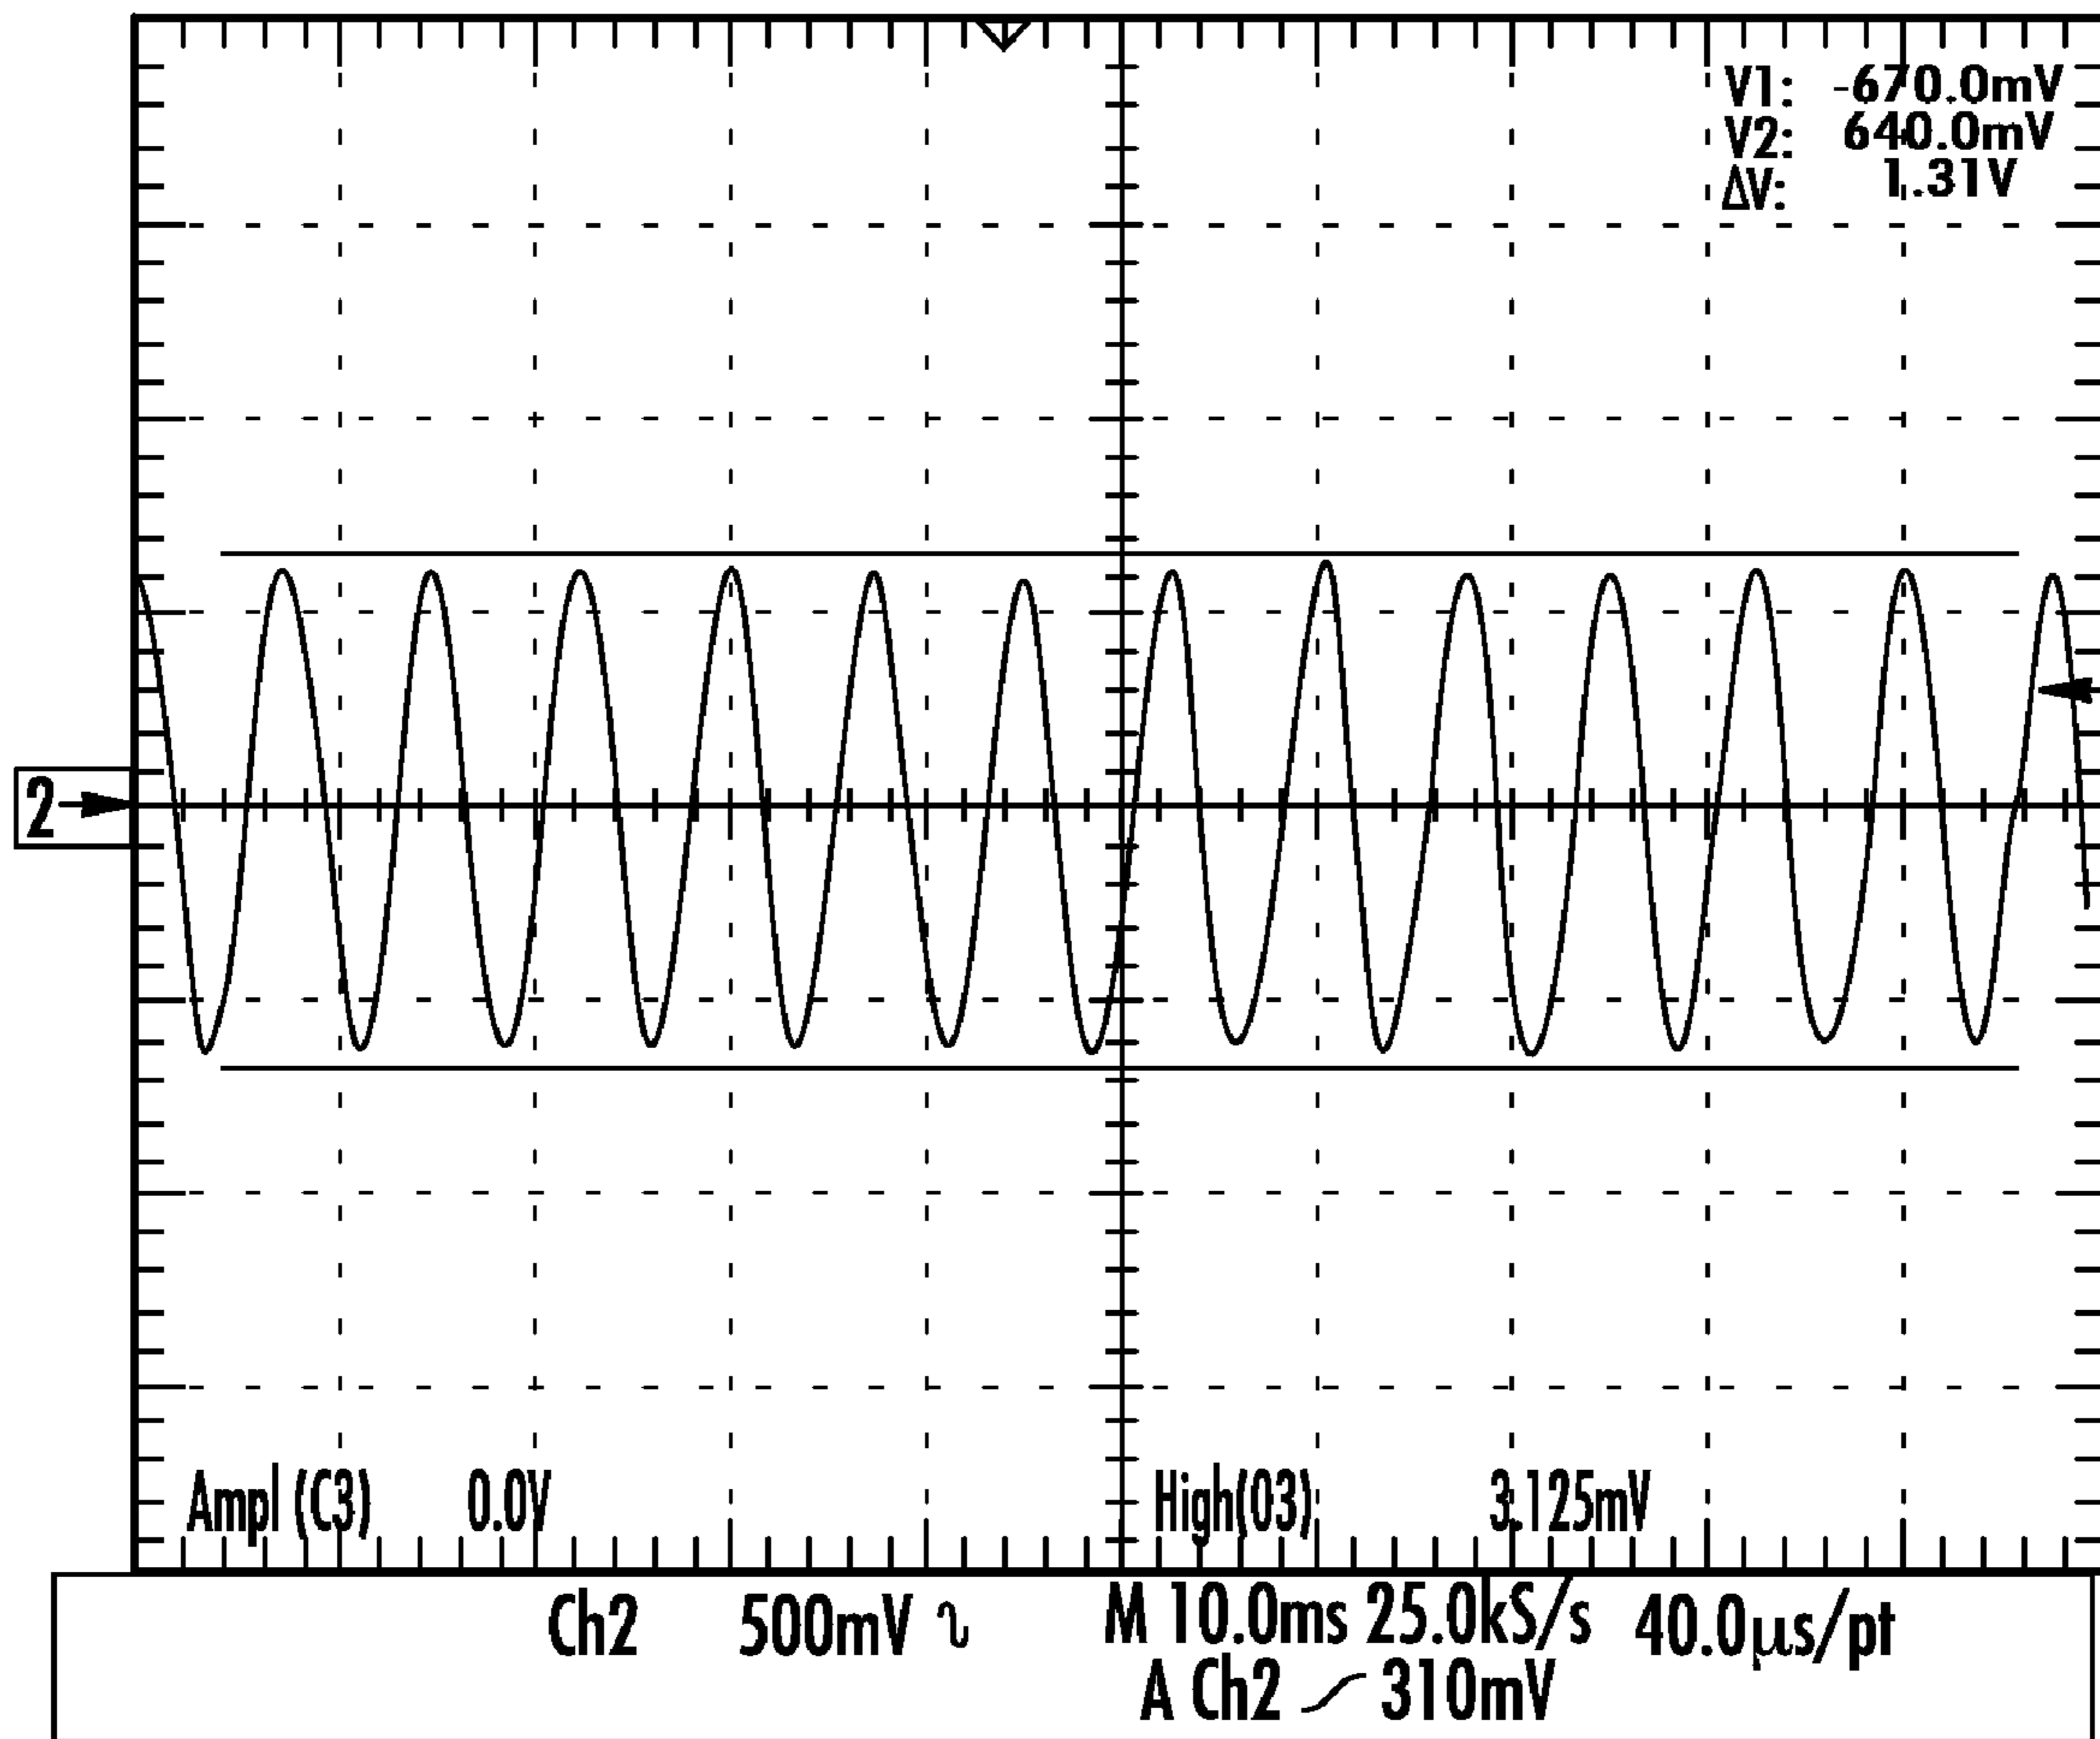 V1: -670.0mV
V2: 640.0mV
ΔV: 1.31V
2
Ampl (C3) 0.0V
High(03) 3.125mV
Ch2 500mV M 10.0ms 25.0kS/s 40.0μs/pt
A Ch2 310mV